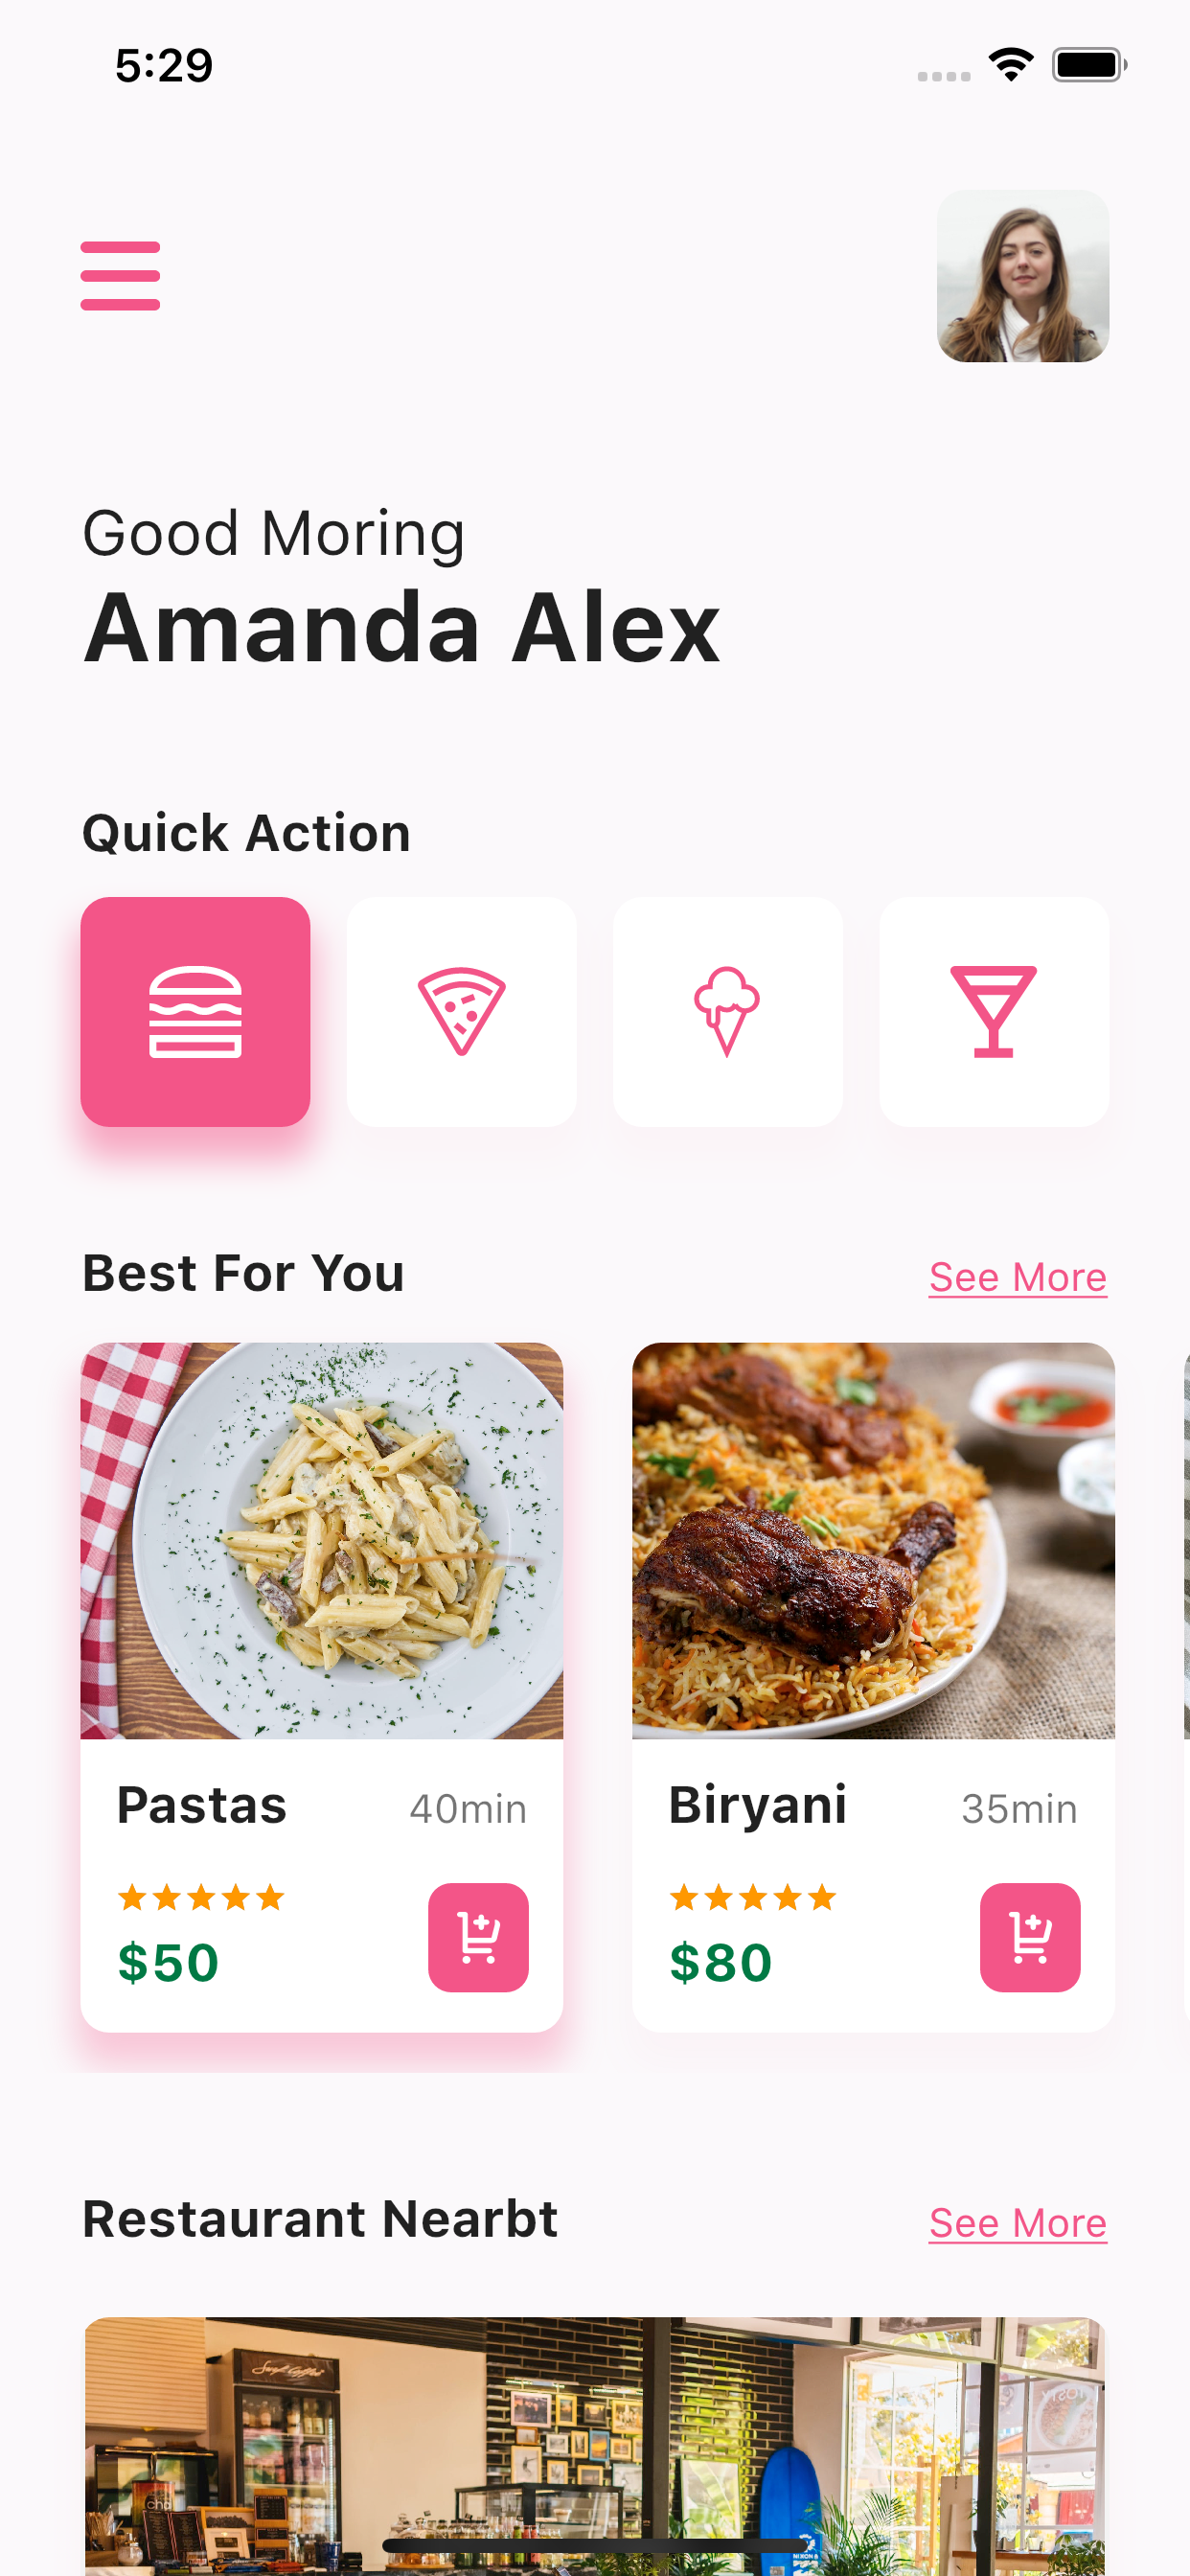 5:29
Good Moring
Amanda Alex
Quick Action
Best For You
See More
Pastas
40min
$50
Biryani
35min
$80
Restaurant Nearbt
See More